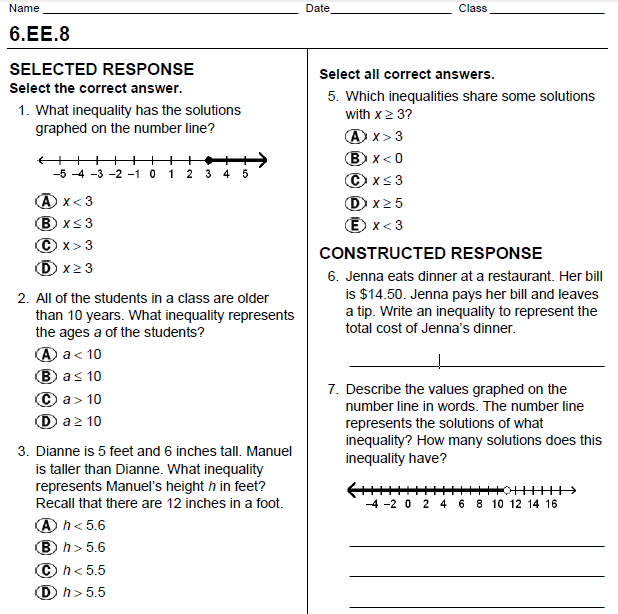 Name Date Class
6.EE.8
SELECTED RESPONSE
Select the correct answer.
1. What inequality has the solutions
graphed on the number line?
-5 -4 -3 -2 -1 0 1 2 3 4 5
A x < 3
B x ≤ 3
C x > 3
D x ≥ 3
2. All of the students in a class are older
than 10 years. What inequality represents
the ages a of the students?
A a < 10
B a ≤ 10
C a > 10
D a ≥ 10
3. Dianne is 5 feet and 6 inches tall. Manuel
is taller than Dianne. What inequality
represents Manuel's height h in feet?
Recall that there are 12 inches in a foot.
A h < 5.6
B h > 5.6
C h < 5.5
D h > 5.5
Select all correct answers.
5. Which inequalities share some solutions
with x ≥ 3?
A x > 3
B x < 0
C x ≤ 3
D x ≥ 5
E x < 3
CONSTRUCTED RESPONSE
6. Jenna eats dinner at a restaurant. Her bill
is $14.50. Jenna pays her bill and leaves
a tip. Write an inequality to represent the
total cost of Jenna's dinner.
7. Describe the values graphed on the
number line in words. The number line
represents the solutions of what
inequality? How many solutions does this
inequality have?
-4 -2 0 2 4 6 8 10 12 14 16